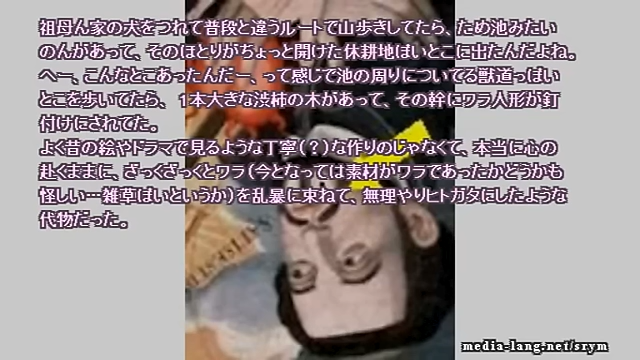 祖母ん家の犬をつれて普段と違うルートで山歩きしてたら、ため池みたい
のんがあって、そのほとりがちょっと開けた休耕地ぽいとこに出たんだよね。
へー、こんなとこあったんだー、って感じで池の周りについてる獣道っぽい
とこを歩いてたら、１本大きな渋柿の木があって、その幹にワラ人形が釘
付けにされてた。
よく昔の絵やドラマで見るような丁寧（？）な作りのじゃなくて、本当に心の
赴くままに、ざっくざっくとワラ（今となっては素材がワラであったかどうかも
怪しい…雑草ぽいというか）を乱暴に束ねて、無理やりヒトガタにしたような
代物だった。
media-lang.net/srym